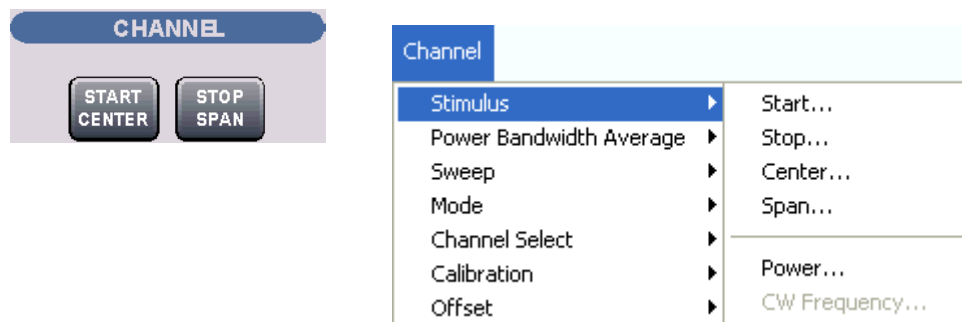 CHANNEL
START
CENTER
STOP
SPAN
Channel
Stimulus
Power Bandwidth Average
Sweep
Mode
Channel Select
Calibration
Offset
Start...
Stop...
Center...
Span...
Power...
CW Frequency...